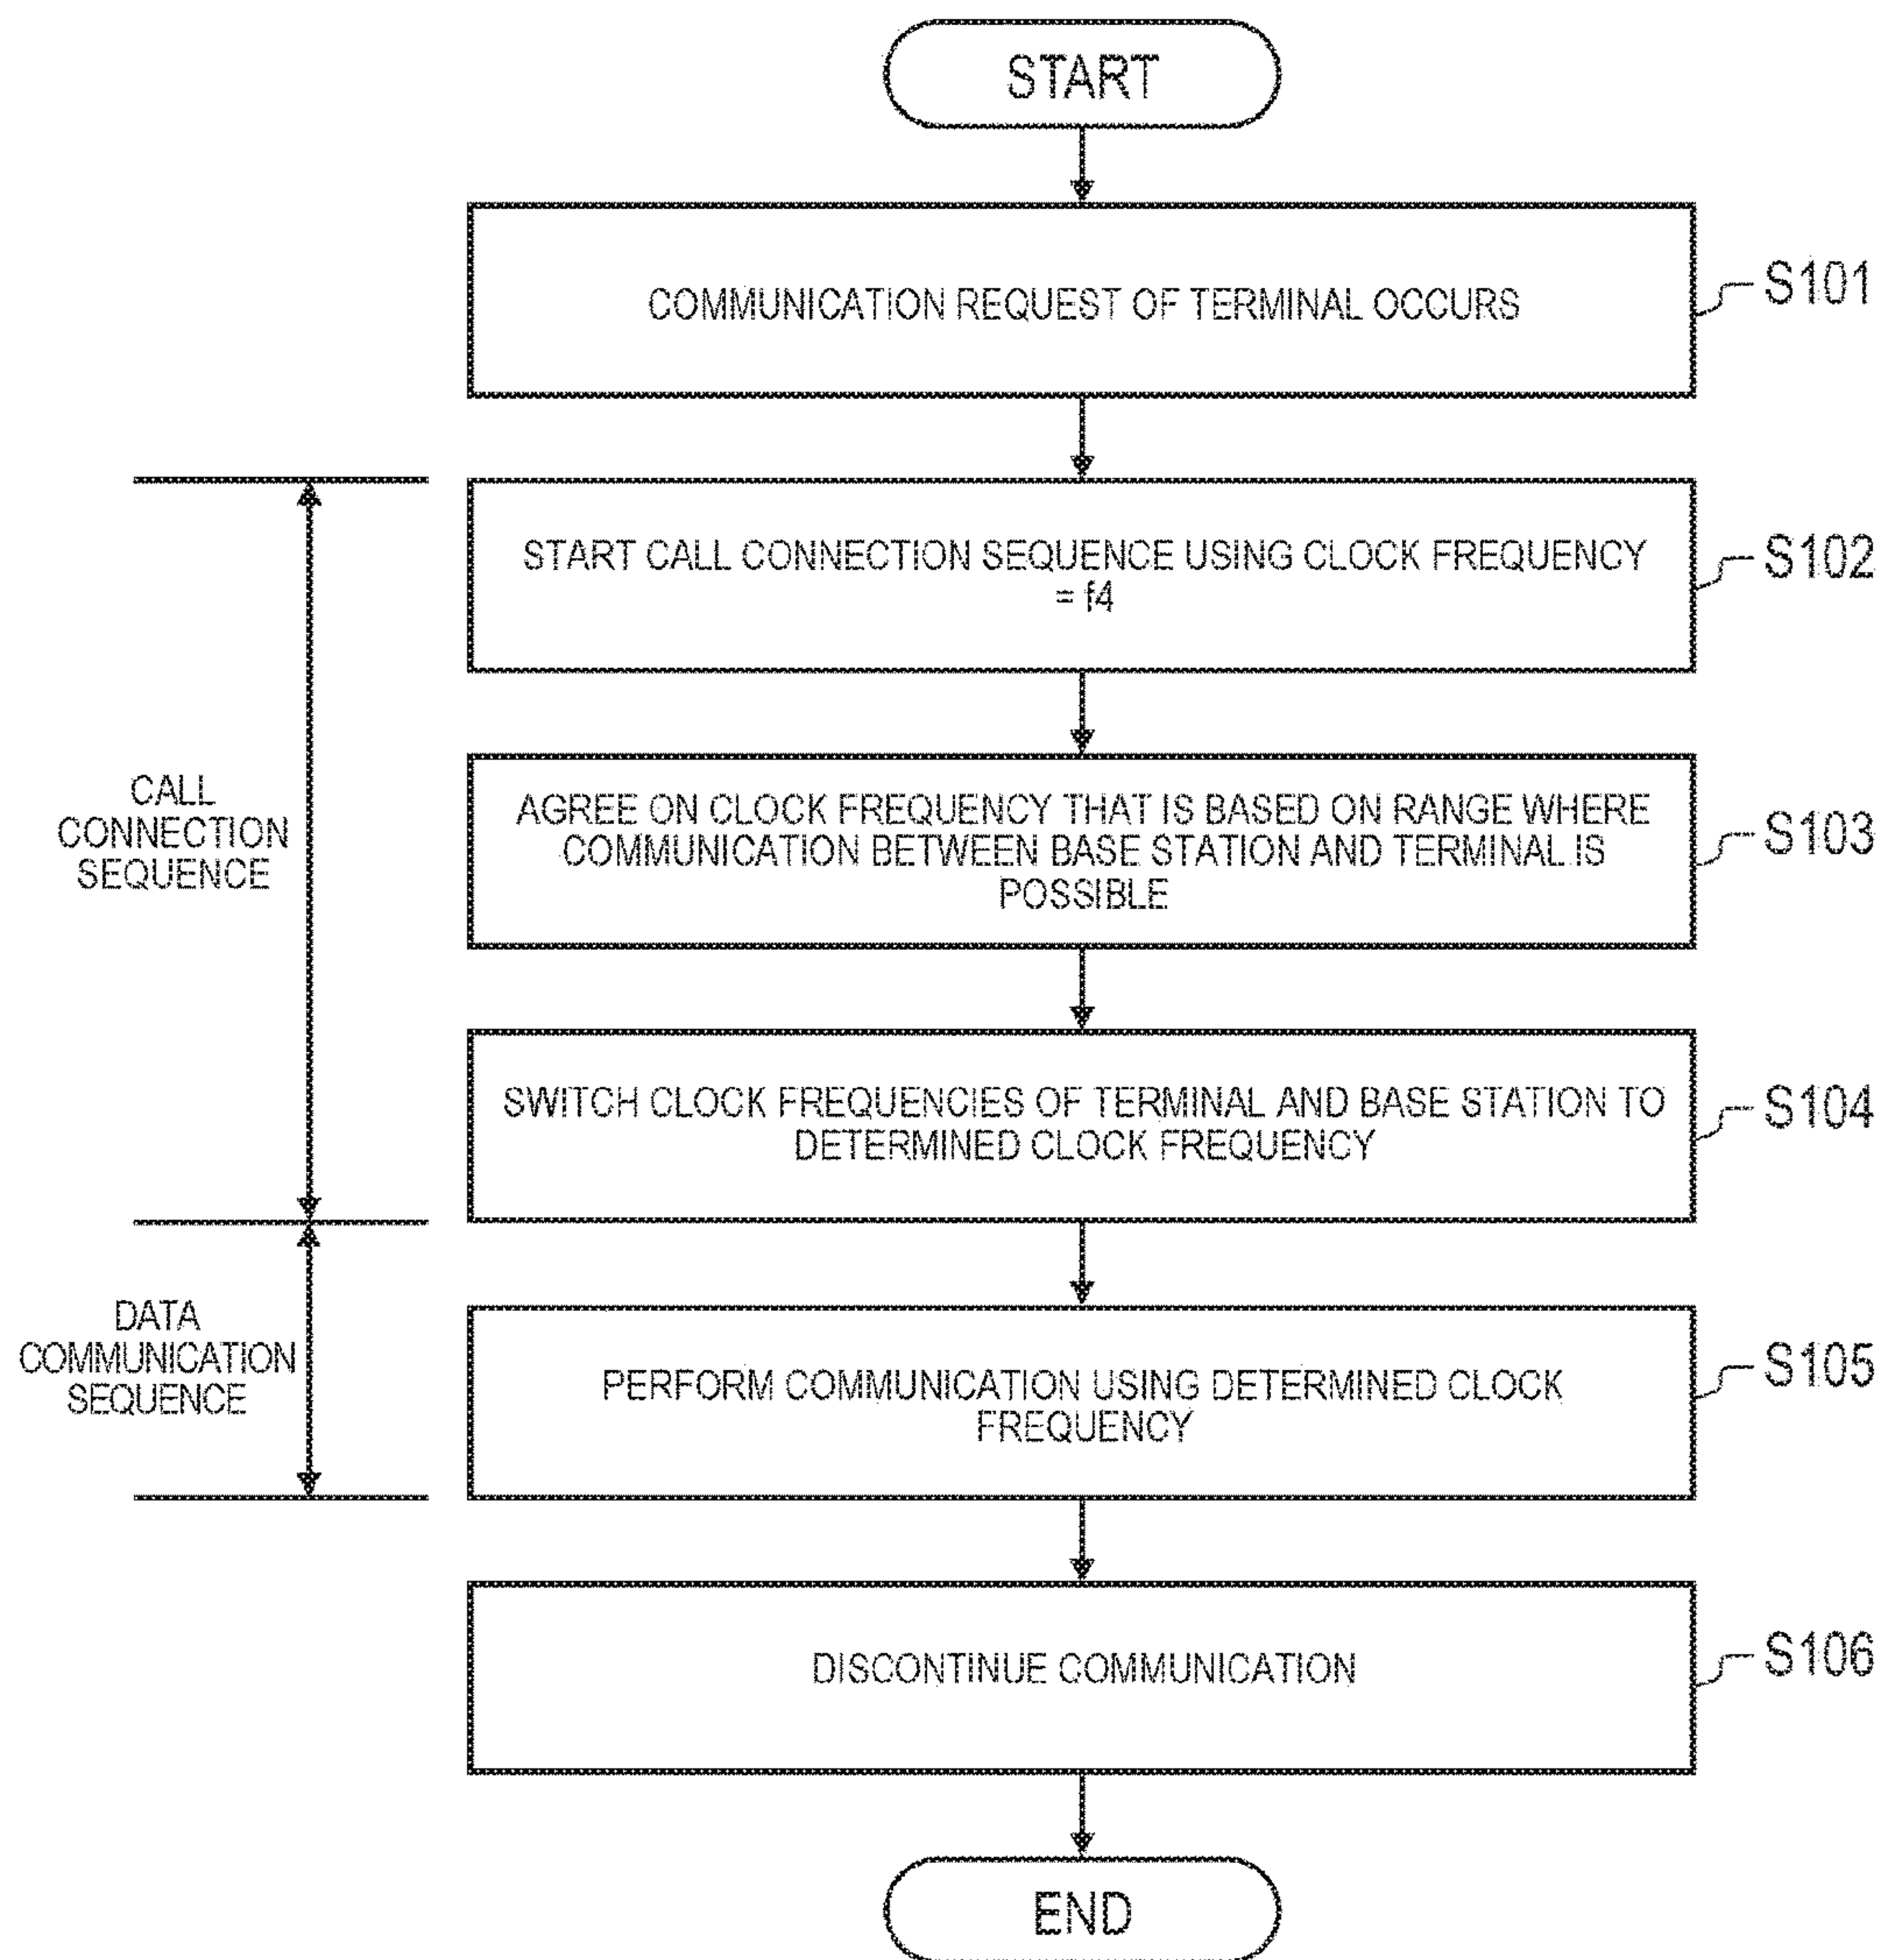 START
COMMUNICATION REQUEST OF TERMINAL OCCURS
S101
START CALL CONNECTION SEQUENCE USING CLOCK FREQUENCY
= f4
S102
CALL
CONNECTION
SEQUENCE
AGREE ON CLOCK FREQUENCY THAT IS BASED ON RANGE WHERE
COMMUNICATION BETWEEN BASE STATION AND TERMINAL IS
POSSIBLE
S103
SWITCH CLOCK FREQUENCIES OF TERMINAL AND BASE STATION TO
DETERMINED CLOCK FREQUENCY
S104
DATA
COMMUNICATION
SEQUENCE
PERFORM COMMUNICATION USING DETERMINED CLOCK
FREQUENCY
S105
DISCONTINUE COMMUNICATION
S106
END